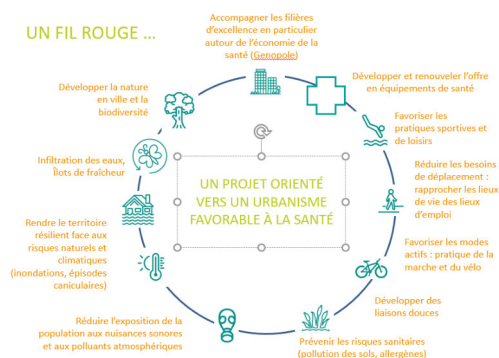 UN FIL ROUGE ...
Accompagner les filières
d'excellence en particulier
autour de l'économie de la
santé (Genopole)
Développer et renouveler l'offre
en équipements de santé
Favoriser les
pratiques sportives et
de loisirs
Réduire les besoins
de déplacement :
rapprocher les lieux
de vie des lieux
d'emploi
Favoriser les modes
actifs : pratique de la
marche et du vélo
Développer des
liaisons douces
Prévenir les risques sanitaires
(pollution des sols, allergènes)
Réduire l'exposition de la
population aux nuisances sonores
et aux polluants atmosphériques
Rendre le territoire
résilient face aux
risques naturels et
climatiques
(inondations, épisodes
caniculaires)
Infiltration des eaux,
Îlots de fraîcheur
Développer la nature
en ville et la
biodiversité
UN PROJET ORIENTÉ
VERS UN URBANISME
FAVORABLE À LA SANTÉ